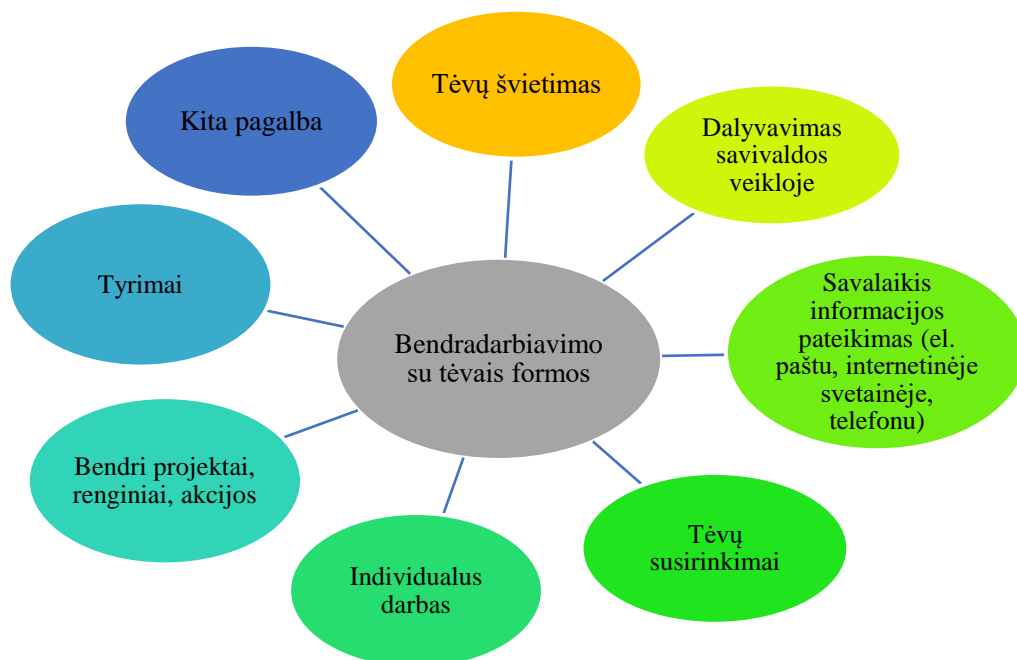 Tėvų švietimas
Kita pagalba
Dalyvavimas
savivaldos
veikloje
Tyrimai
Savalaikis
informacijos
pateikimas (el.
paštu, internetinėje
svetainėje,
telefonu)
Bendradarbiavimo
su tėvais formos
Bendri projektai,
renginiai, akcijos
Tėvų
susirinkimai
Individualus
darbas